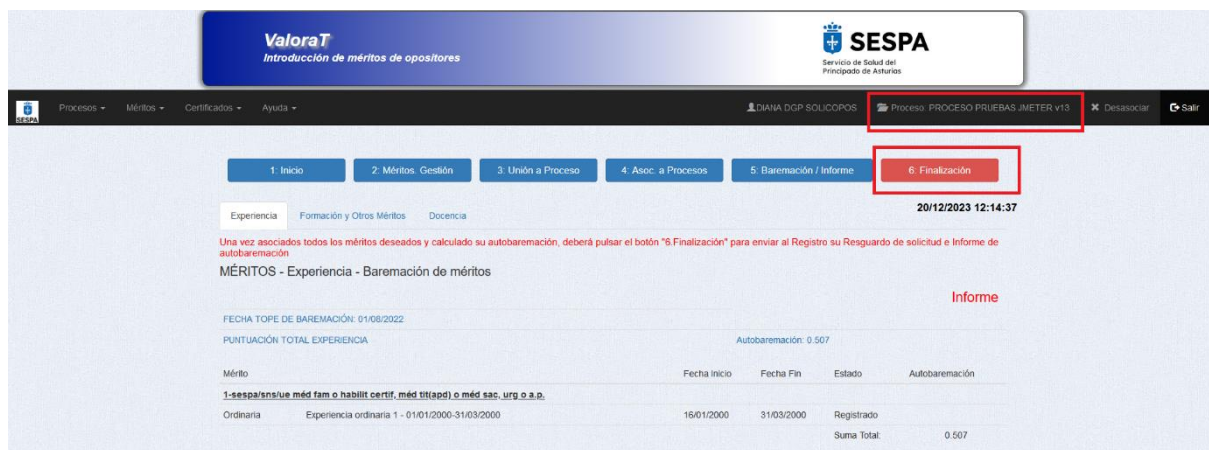 ValoraT
Introducción de méritos de opositores
SESPA
Servicio de Salud del
Principado de Asturias
SESPA
Procesos
Méritos
Certificados
Ayuda
DIANA DGP SOLICOPOS
Proceso: PROCESO PRUEBAS JMETER v13
Desasociar
Salir
1: Inicio
2: Méritos. Gestión
3: Unión a Proceso
4: Asoc. a Procesos
5: Baremación / Informe
6: Finalización
20/12/2023 12:14:37
Experiencia
Formación y Otros Méritos
Docencia
Una vez asociados todos los méritos deseados y calculado su autobaremación, deberá pulsar el botón "6.Finalización" para enviar al Registro su Resguardo de solicitud e Informe de
autobaremación
MÉRITOS - Experiencia - Baremación de méritos
Informe
FECHA TOPE DE BAREMACIÓN: 01/08/2022
PUNTUACIÓN TOTAL EXPERIENCIA Autobaremación: 0.507
Mérito Fecha Inicio Fecha Fin Estado Autobaremación
1-sespa/sns/ue méd fam o habilit certif, méd tit(apd) o méd sac, urg o a.p.
Ordinaria Experiencia ordinaria 1 - 01/01/2000-31/03/2000 16/01/2000 31/03/2000 Registrado
Suma Total: 0.507